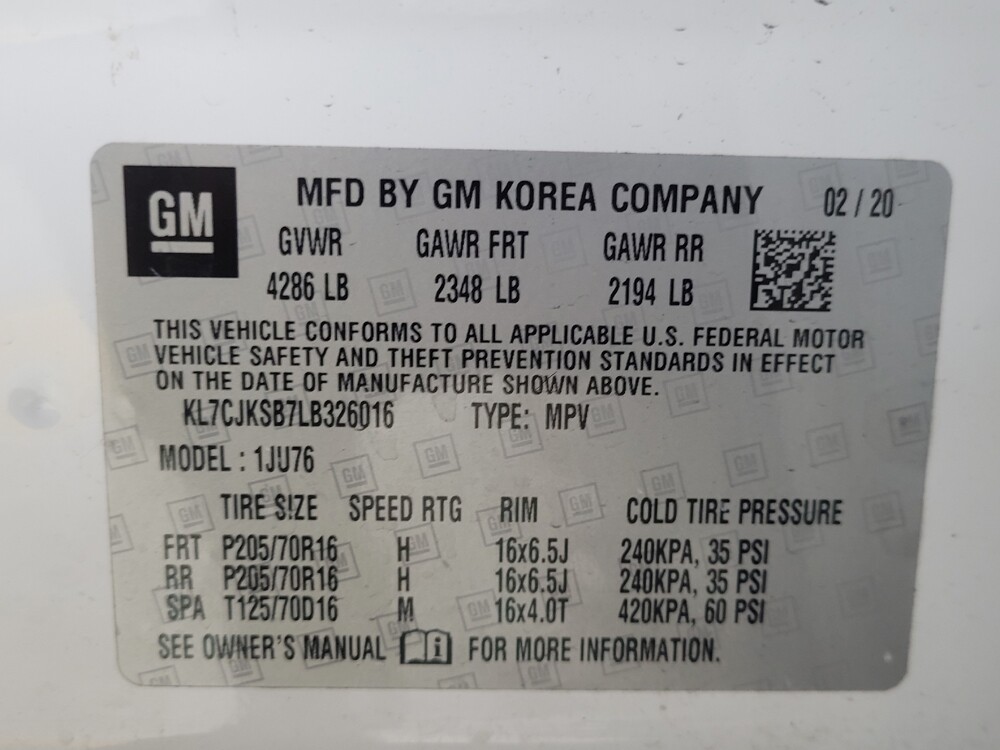 GM
MFD BY GM KOREA COMPANY 02 / 20
GVWR GAWR FRT GAWR RR
4286 LB 2348 LB 2194 LB
THIS VEHICLE CONFORMS TO ALL APPLICABLE U.S. FEDERAL MOTOR
VEHICLE SAFETY AND THEFT PREVENTION STANDARDS IN EFFECT
ON THE DATE OF MANUFACTURE SHOWN ABOVE.
KL7CJKSB7LB326016 TYPE: MPV
MODEL : 1JU76
TIRE SIZE SPEED RTG RIM COLD TIRE PRESSURE
FRT P205/70R16 H 16x6.5J 240KPA, 35 PSI
RR P205/70R16 H 16x6.5J 240KPA, 35 PSI
SPA T125/70D16 M 16x4.0T 420KPA, 60 PSI
SEE OWNER'S MANUAL i FOR MORE INFORMATION.